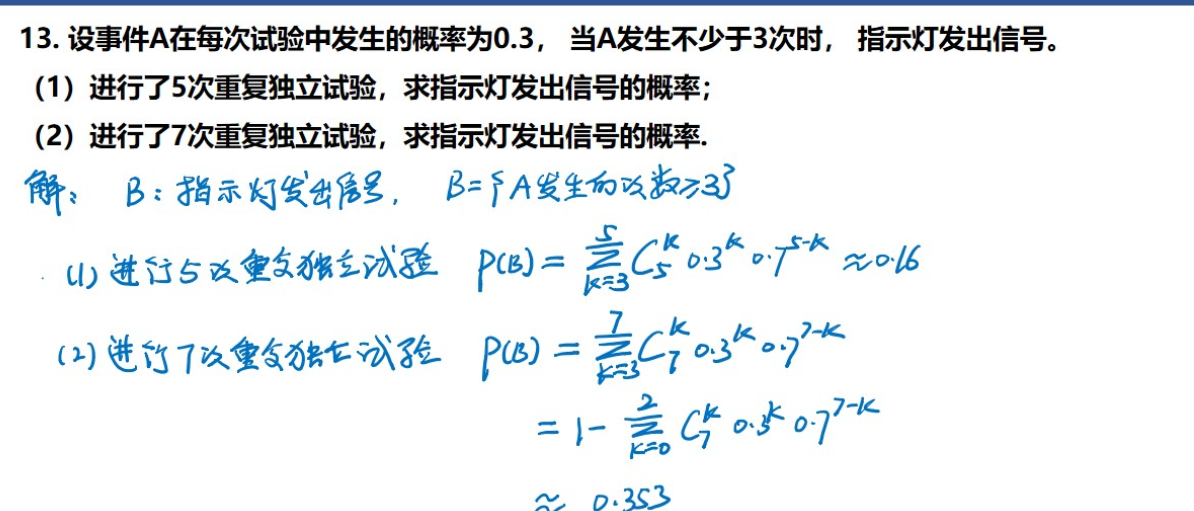 13. 设事件A在每次试验中发生的概率为0.3， 当A发生不少于3次时， 指示灯发出信号。
（1）进行了5次重复独立试验，求指示灯发出信号的概率；
（2）进行了7次重复独立试验，求指示灯发出信号的概率.
解： B：指示灯发出信号， B={A发生的次数≥3}
(1) 进行5次重复独立试验 P(B) = ∑_{k=3}^{5} C_5^k 0.3^k 0.7^{5-k} ≈0.16
(2) 进行7次重复独立试验 P(B) = ∑_{k=3}^{7} C_7^k 0.3^k 0.7^{7-k}
= 1- ∑_{k=0}^{2} C_7^k 0.3^k 0.7^{7-k}
≈ 0.353